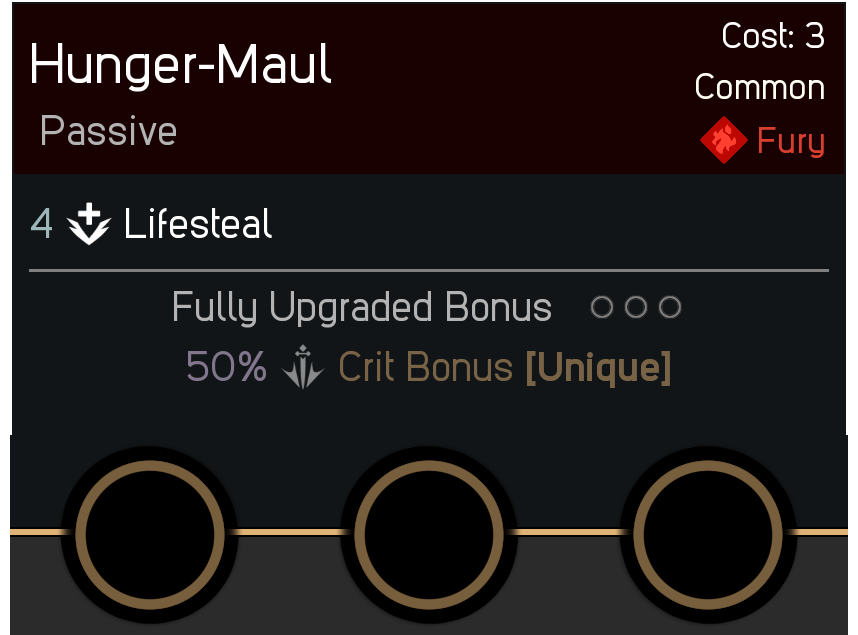 Hunger-Maul
Cost: 3
Passive
Common
Fury
4 Lifesteal
Fully Upgraded Bonus
50% Crit Bonus [Unique]